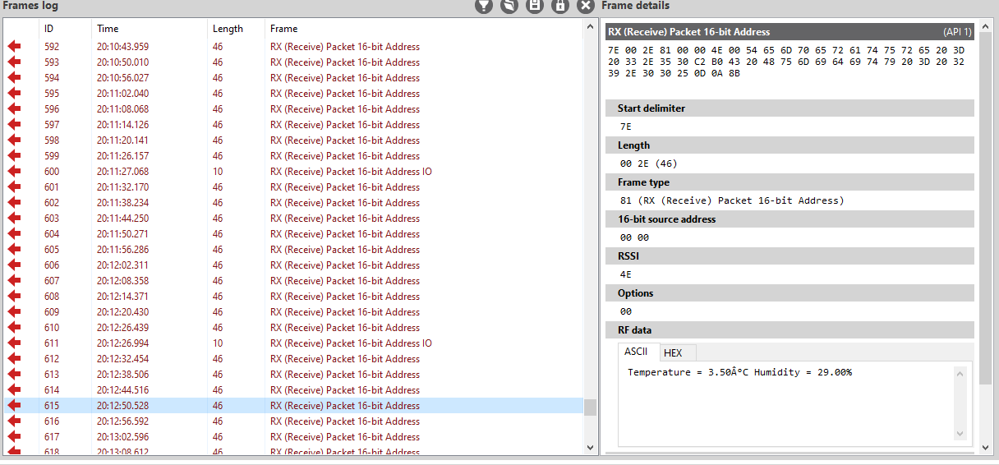 Frames log
ID Time Length Frame
592 20:10:43.959 46 RX (Receive) Packet 16-bit Address
593 20:10:50.010 46 RX (Receive) Packet 16-bit Address
594 20:10:56.027 46 RX (Receive) Packet 16-bit Address
595 20:11:02.040 46 RX (Receive) Packet 16-bit Address
596 20:11:08.068 46 RX (Receive) Packet 16-bit Address
597 20:11:14.126 46 RX (Receive) Packet 16-bit Address
598 20:11:20.141 46 RX (Receive) Packet 16-bit Address
599 20:11:26.157 46 RX (Receive) Packet 16-bit Address
600 20:11:27.068 10 RX (Receive) Packet 16-bit Address IO
601 20:11:32.170 46 RX (Receive) Packet 16-bit Address
602 20:11:38.234 46 RX (Receive) Packet 16-bit Address
603 20:11:44.250 46 RX (Receive) Packet 16-bit Address
604 20:11:50.271 46 RX (Receive) Packet 16-bit Address
605 20:11:56.286 46 RX (Receive) Packet 16-bit Address
606 20:12:02.311 46 RX (Receive) Packet 16-bit Address
607 20:12:08.358 46 RX (Receive) Packet 16-bit Address
608 20:12:14.371 46 RX (Receive) Packet 16-bit Address
609 20:12:20.430 46 RX (Receive) Packet 16-bit Address
610 20:12:26.439 46 RX (Receive) Packet 16-bit Address
611 20:12:26.994 10 RX (Receive) Packet 16-bit Address IO
612 20:12:32.454 46 RX (Receive) Packet 16-bit Address
613 20:12:38.506 46 RX (Receive) Packet 16-bit Address
614 20:12:44.516 46 RX (Receive) Packet 16-bit Address
615 20:12:50.528 46 RX (Receive) Packet 16-bit Address
616 20:12:56.592 46 RX (Receive) Packet 16-bit Address
617 20:13:02.596 46 RX (Receive) Packet 16-bit Address
618 20:13:08.612 46 RX (Receive) Packet 16-bit Address
Frame details
RX (Receive) Packet 16-bit Address (API 1)
7E 00 2E 81 00 00 4E 00 54 65 6D 70 65 72 61 74 75 72 65 20 3D
20 33 2E 35 30 C2 B0 43 20 48 75 6D 69 64 69 74 79 20 3D 20 32
39 2E 30 30 25 0D 0A 8B
Start delimiter
7E
Length
00 2E (46)
Frame type
81 (RX (Receive) Packet 16-bit Address)
16-bit source address
00 00
RSSI
4E
Options
00
RF data
ASCII HEX
Temperature = 3.50Â°C Humidity = 29.00%